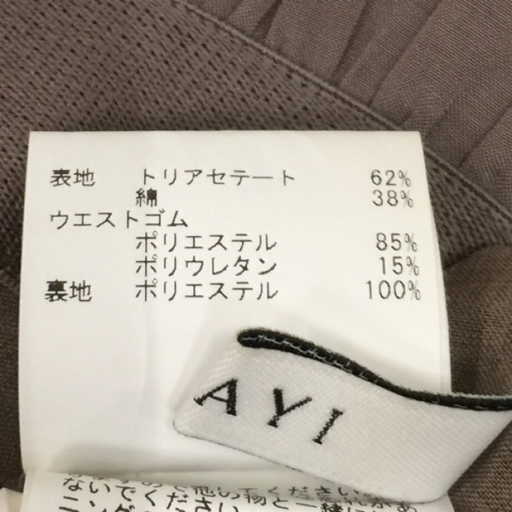 表地 トリアセテート 62%
綿 38%
ウエストゴム
ポリエステル 85%
ポリウレタン 15%
裏地 ポリエステル 100%
AYI
ないでください